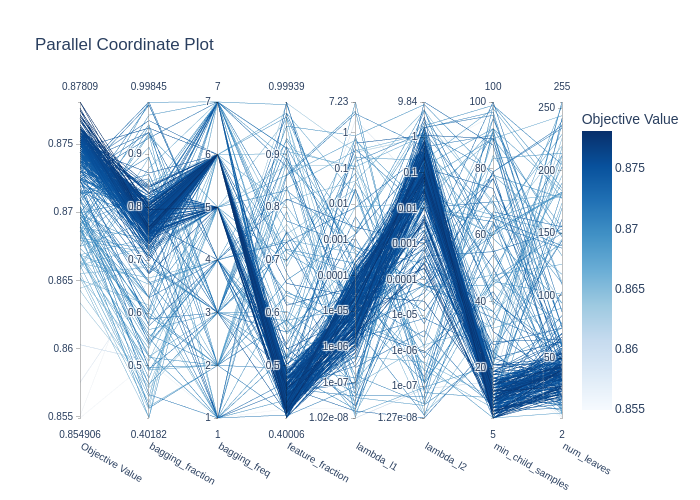 Parallel Coordinate Plot
0.87809 0.99845 7 0.99939 7.23 9.84 100 255
Objective Value
0.875 0.87 0.865 0.86 0.855
0.9 0.8 0.7 0.6 0.5
7 6 5 4 3 2 1
0.9 0.8 0.7 0.6 0.5
1 0.1 0.01 0.001 0.0001 1e-05 1e-06 1e-07 1.02e-08
1 0.1 0.01 0.001 0.0001 1e-05 1e-06 1e-07 1.27e-08
100 80 60 40 20
250 200 150 100 50
0.875
0.87
0.865
0.86
0.855
0.854906 0.40182 1 0.40006 5 2
Objective Value bagging_fraction bagging_freq feature_fraction lambda_l1 lambda_l2 min_child_samples num_leaves